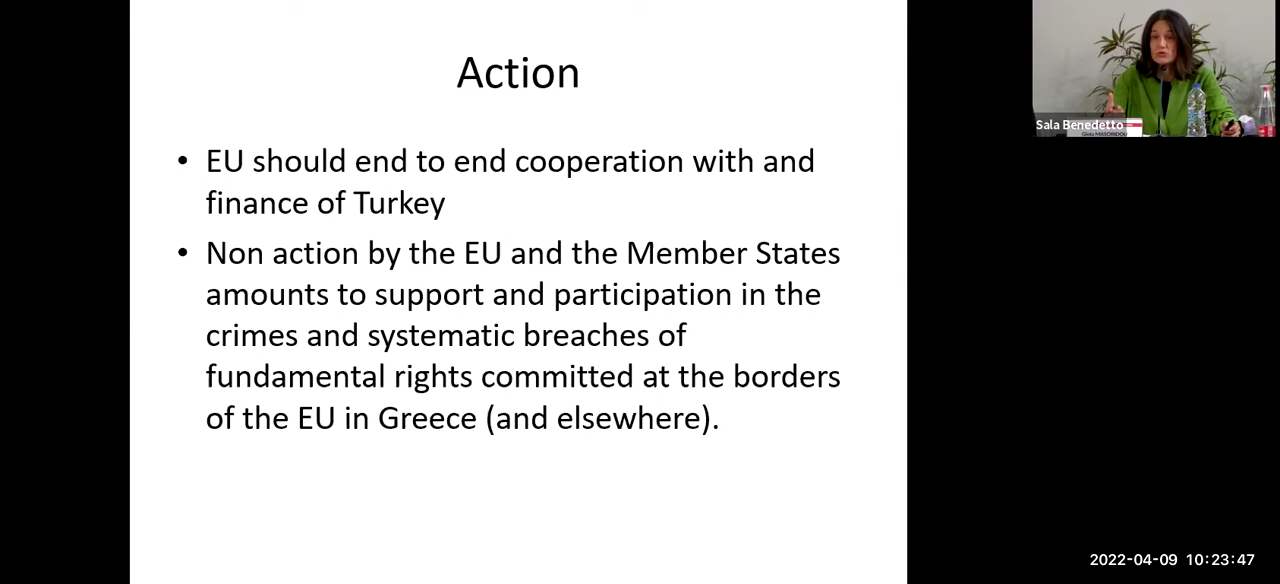 Action
• EU should end to end cooperation with and
finance of Turkey
• Non action by the EU and the Member States
amounts to support and participation in the
crimes and systematic breaches of
fundamental rights committed at the borders
of the EU in Greece (and elsewhere).
Sala Benedetto
2022-04-09 10:23:47